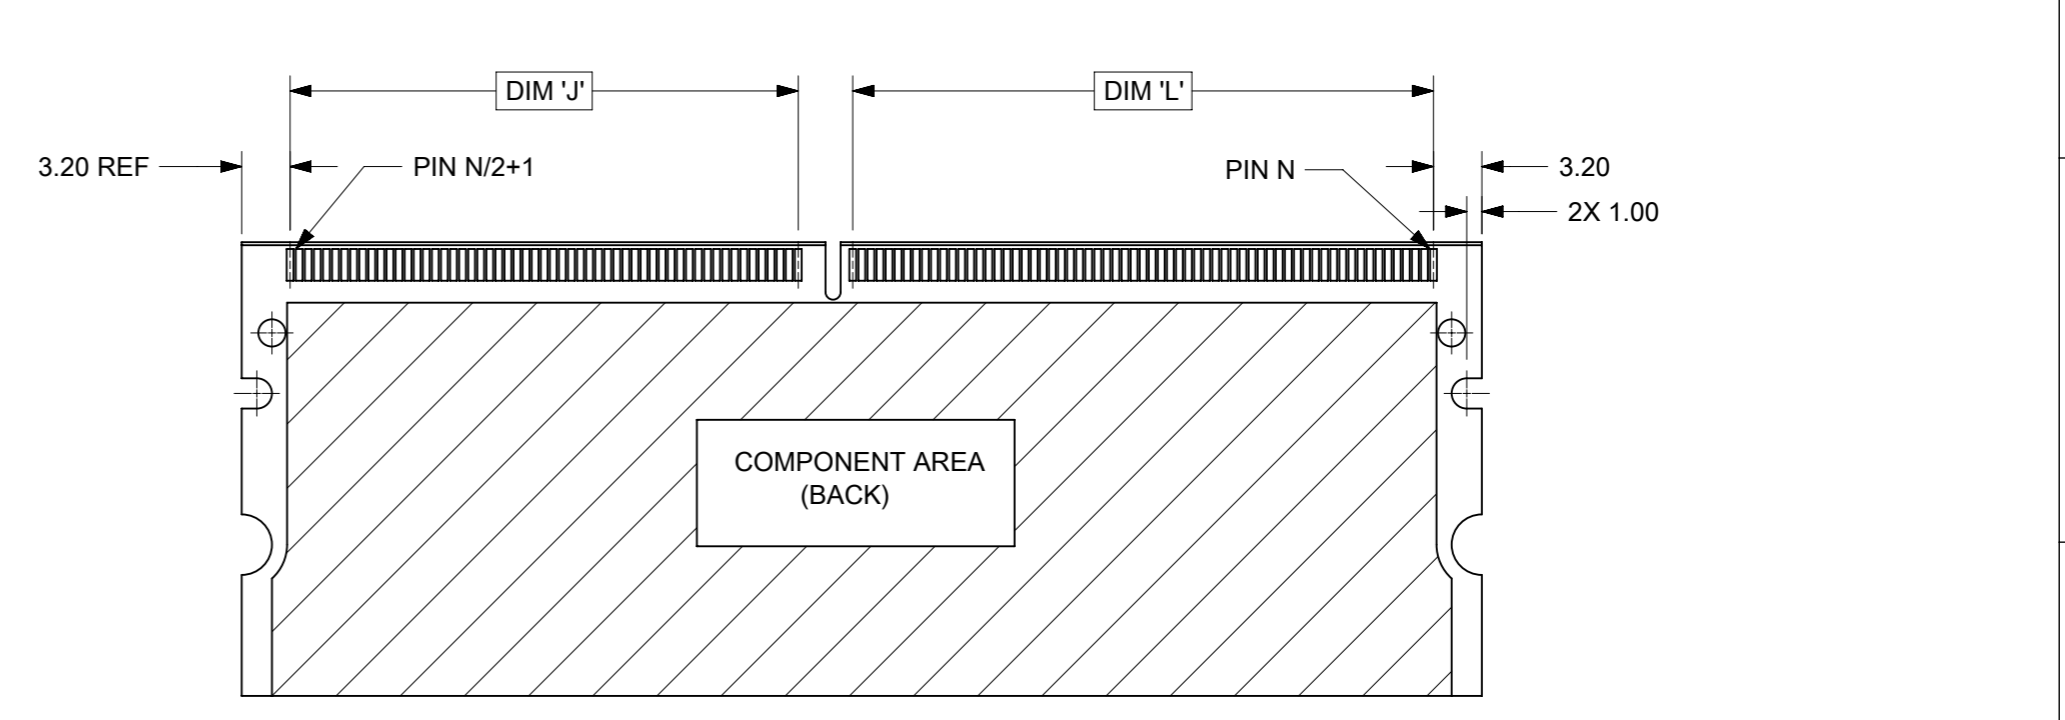 DIM 'J'
DIM 'L'
3.20 REF
PIN N/2+1
PIN N
3.20
2X 1.00
COMPONENT AREA
(BACK)